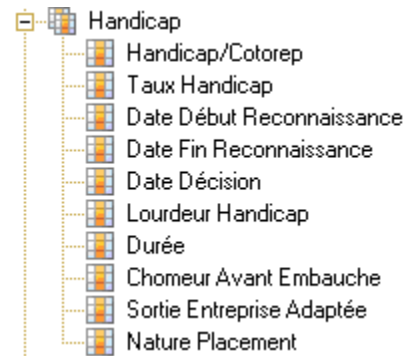 Handicap
Handicap/Cotorep
Taux Handicap
Date Début Reconnaissance
Date Fin Reconnaissance
Date Décision
Lourdeur Handicap
Durée
Chomeur Avant Embauche
Sortie Entreprise Adaptée
Nature Placement